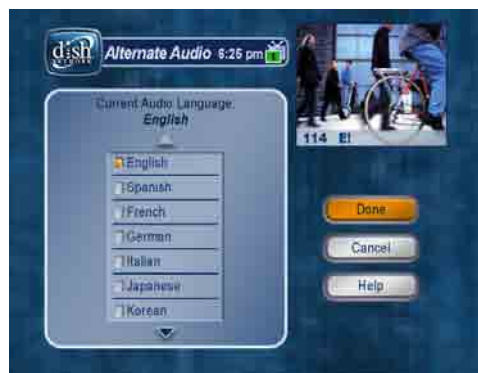 dish
NETWORK
Alternate Audio 6:25 pm
Current Audio Language:
English
English
Spanish
French
German
Italian
Japanese
Korean
114 E!
Done
Cancel
Help